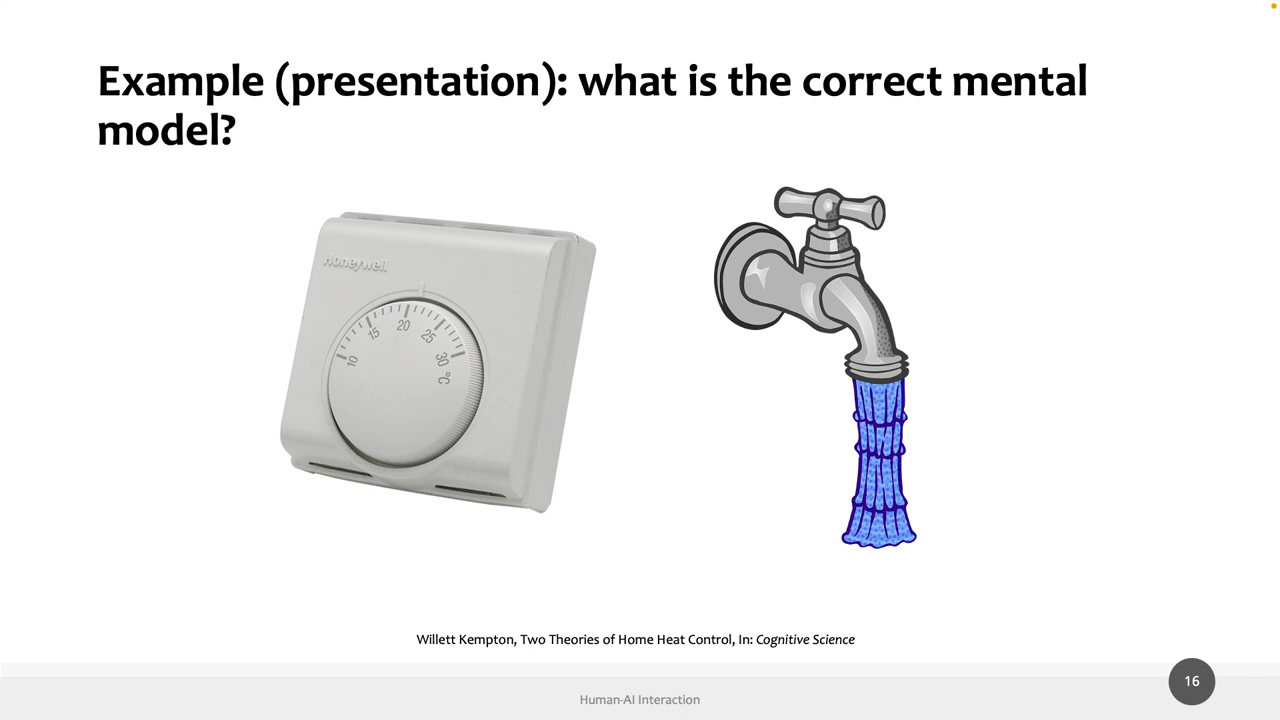 Example (presentation): what is the correct mental
model?
Honeywell
10
15
20
25
30
°C
Willett Kempton, Two Theories of Home Heat Control, In: Cognitive Science
Human-AI Interaction
16